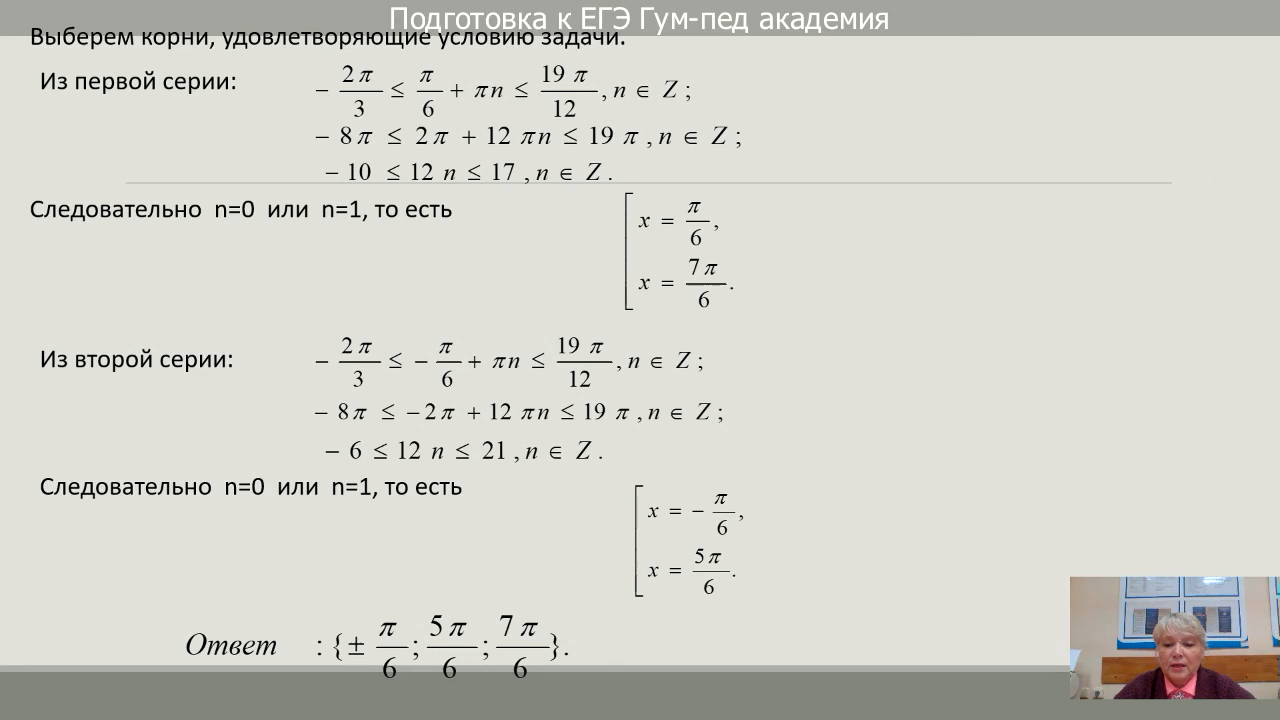 Подготовка к ЕГЭ Гум-пед академия
Выберем корни, удовлетворяющие условию задачи.
Из первой серии: − 2π/3 ≤ π/6 + πn ≤ 19π/12, n ∈ Z;
− 8π ≤ 2π + 12πn ≤ 19π, n ∈ Z;
− 10 ≤ 12n ≤ 17, n ∈ Z.
Следовательно n=0 или n=1, то есть
[ x = π/6,
x = 7π/6.
Из второй серии: − 2π/3 ≤ − π/6 + πn ≤ 19π/12, n ∈ Z;
− 8π ≤ −2π + 12πn ≤ 19π, n ∈ Z;
− 6 ≤ 12n ≤ 21, n ∈ Z.
Следовательно n=0 или n=1, то есть
[ x = − π/6,
x = 5π/6.
Ответ : {± π/6; 5π/6; 7π/6}.